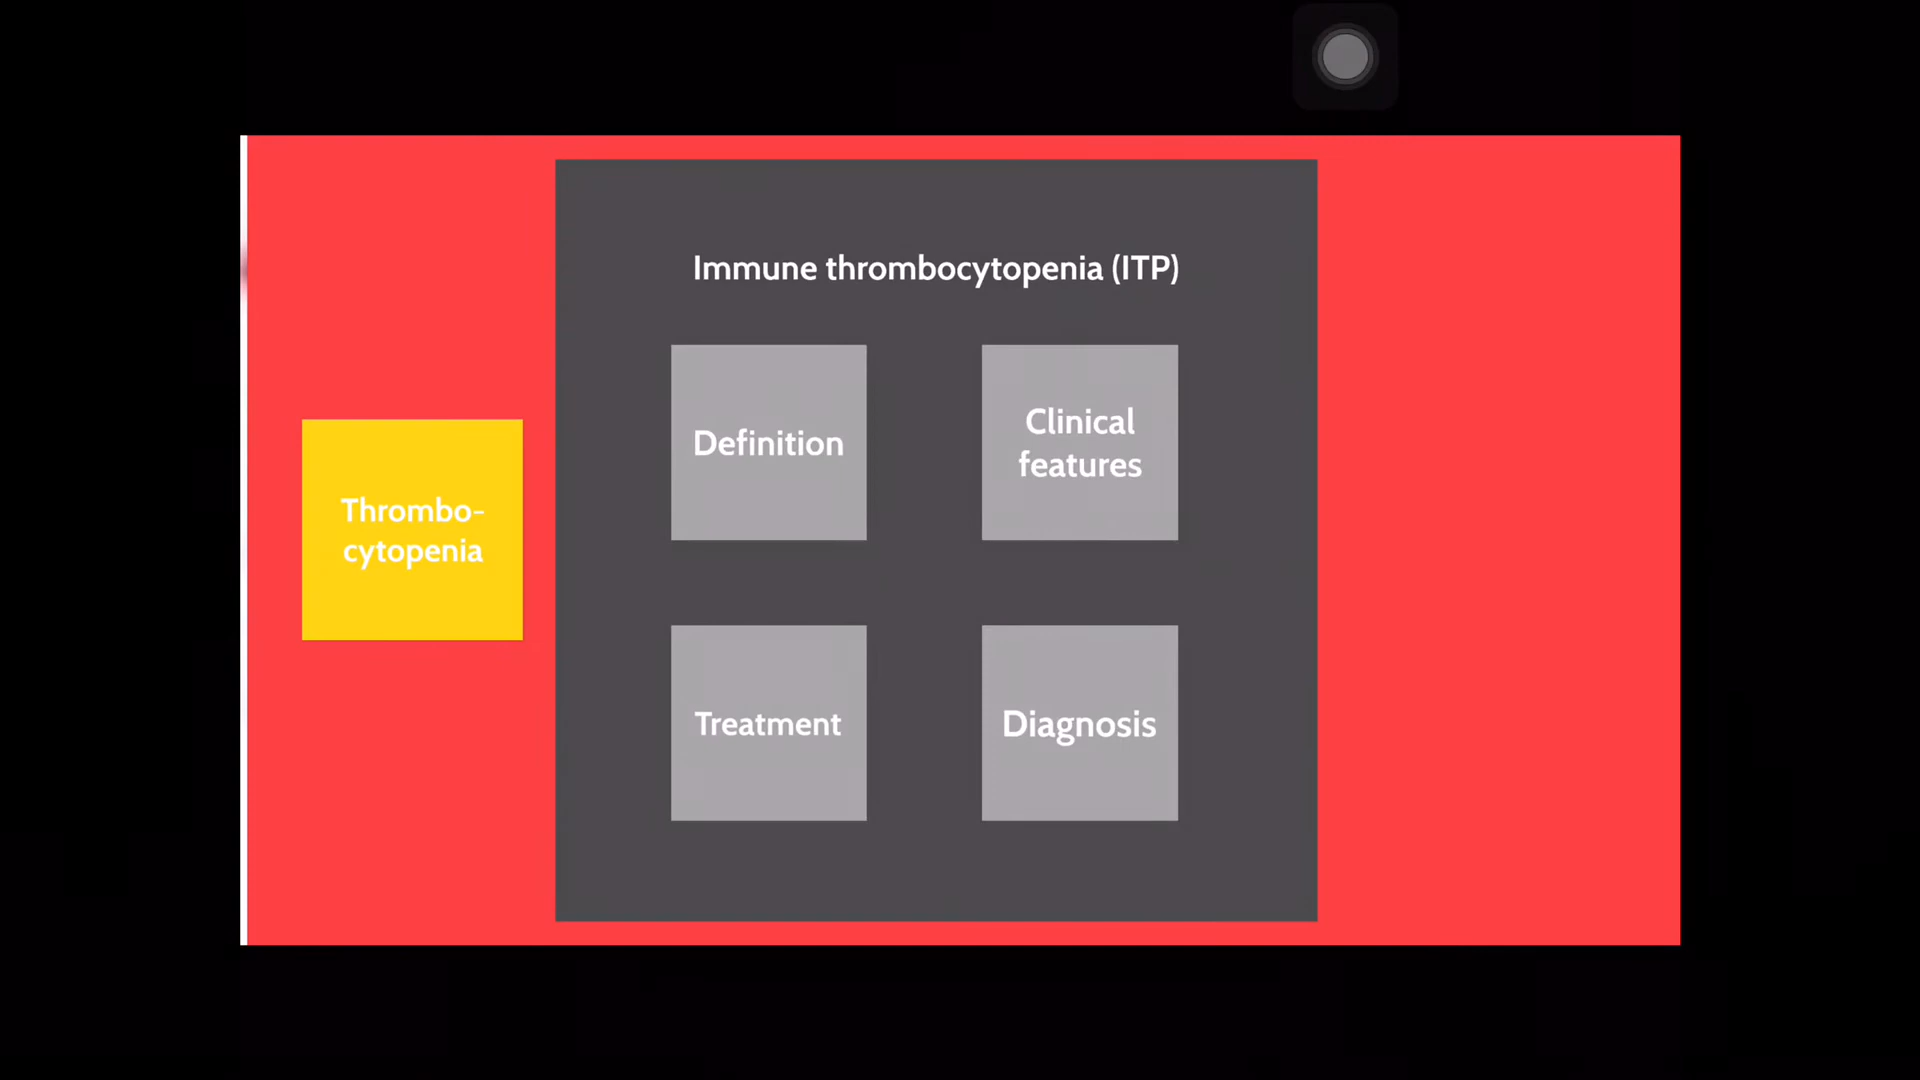 Immune thrombocytopenia (ITP)
Thrombo-
cytopenia
Definition
Clinical
features
Treatment
Diagnosis